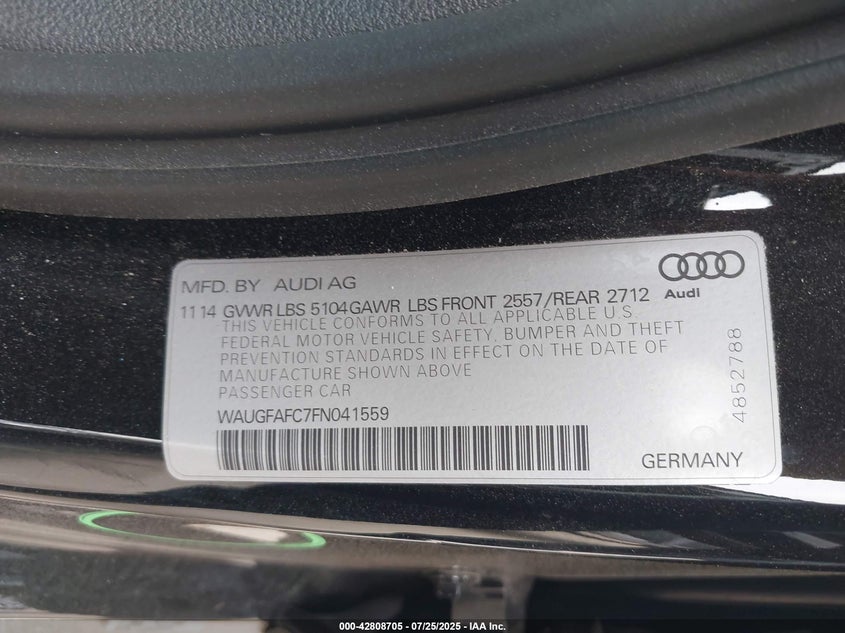 MFD. BY AUDI AG
Audi
11 14 GVWR LBS 5104 GAWR LBS FRONT 2557/REAR 2712
THIS VEHICLE CONFORMS TO ALL APPLICABLE U.S.
FEDERAL MOTOR VEHICLE SAFETY, BUMPER AND THEFT
PREVENTION STANDARDS IN EFFECT ON THE DATE OF
MANUFACTURE SHOWN ABOVE
PASSENGER CAR
WAUGFAFC7FN041559
4852788
GERMANY
000-42808705 - 07/25/2025 - IAA Inc.